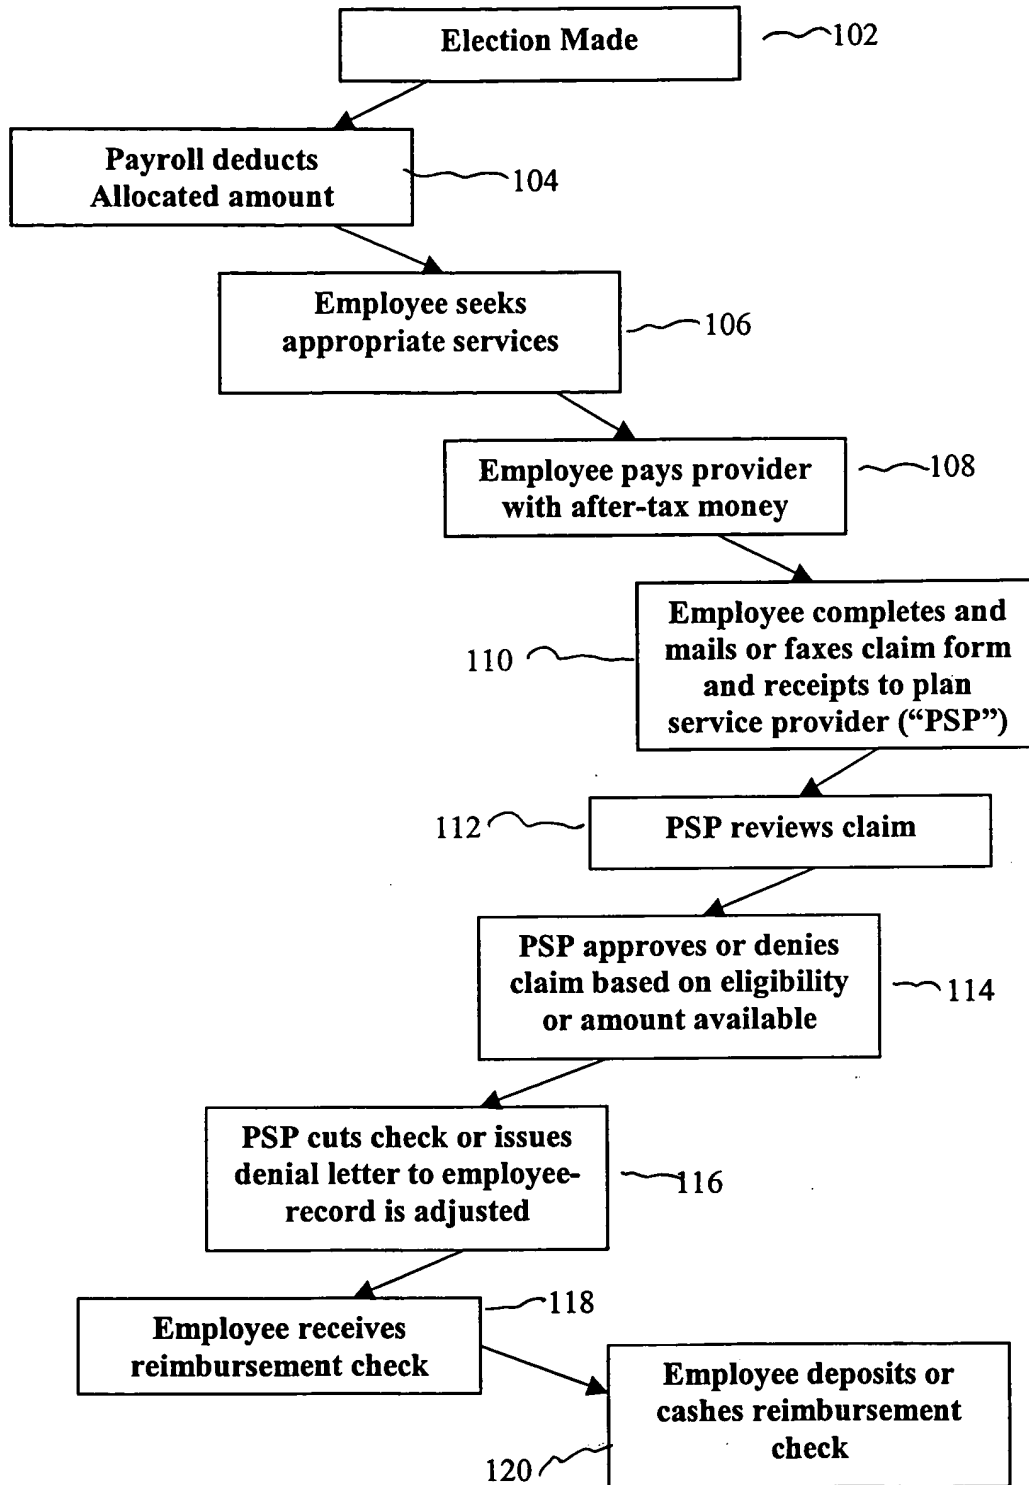 Election Made
102
Payroll deducts
Allocated amount
104
Employee seeks
appropriate services
106
Employee pays provider
with after-tax money
108
Employee completes and
mails or faxes claim form
and receipts to plan
service provider (“PSP”)
110
PSP reviews claim
112
PSP approves or denies
claim based on eligibility
or amount available
114
PSP cuts check or issues
denial letter to employee-
record is adjusted
116
Employee receives
reimbursement check
118
Employee deposits or
cashes reimbursement
check
120